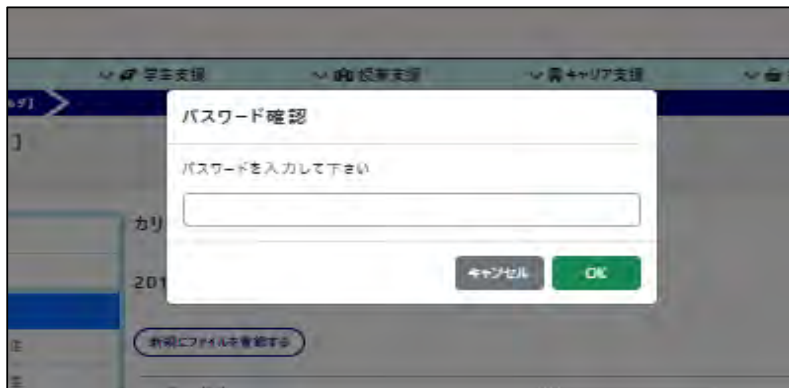 学生支援 授業支援 キャリア支援
パスワード確認
パスワードを入力して下さい
カリ
201
キャンセル OK
新規にファイルを登録する